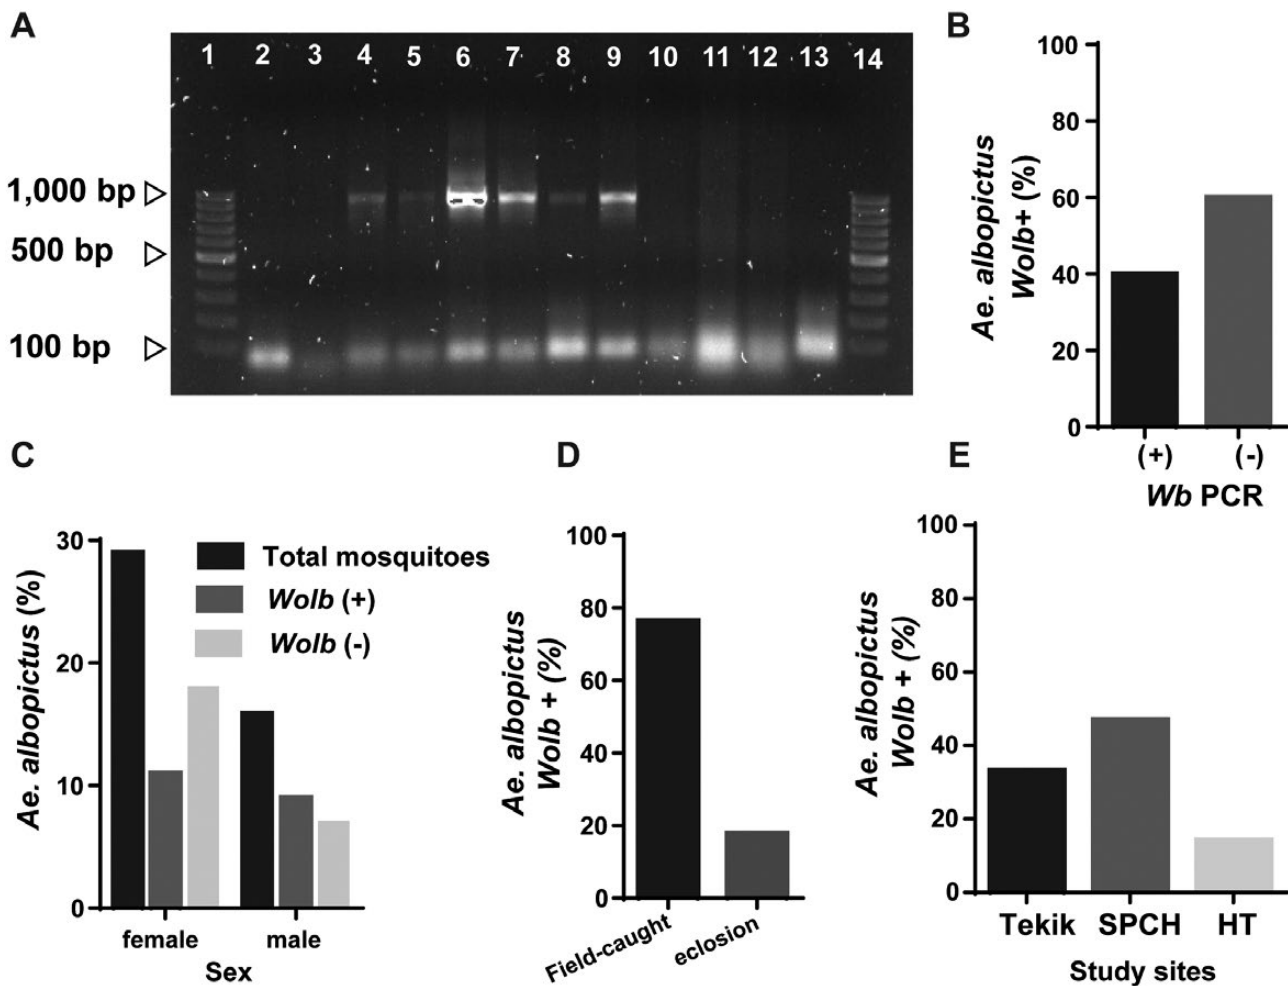 A
1 2 3 4 5 6 7 8 9 10 11 12 13 14
1,000 bp
500 bp
100 bp
B
Ae. albopictus
Wolb+ (%)
100
80
60
40
20
0
(+) (-)
Wb PCR
C
Ae. albopictus (%)
30
20
10
0
Total mosquitoes
Wolb (+)
Wolb (-)
female male
Sex
D
Ae. albopictus
Wolb + (%)
100
80
60
40
20
0
Field-caught eclosion
E
Ae. albopictus
Wolb + (%)
100
80
60
40
20
0
Tekik SPCH HT
Study sites